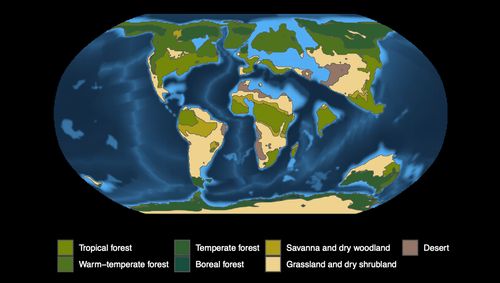 Tropical forest
Temperate forest
Savanna and dry woodland
Desert
Warm–temperate forest
Boreal forest
Grassland and dry shrubland